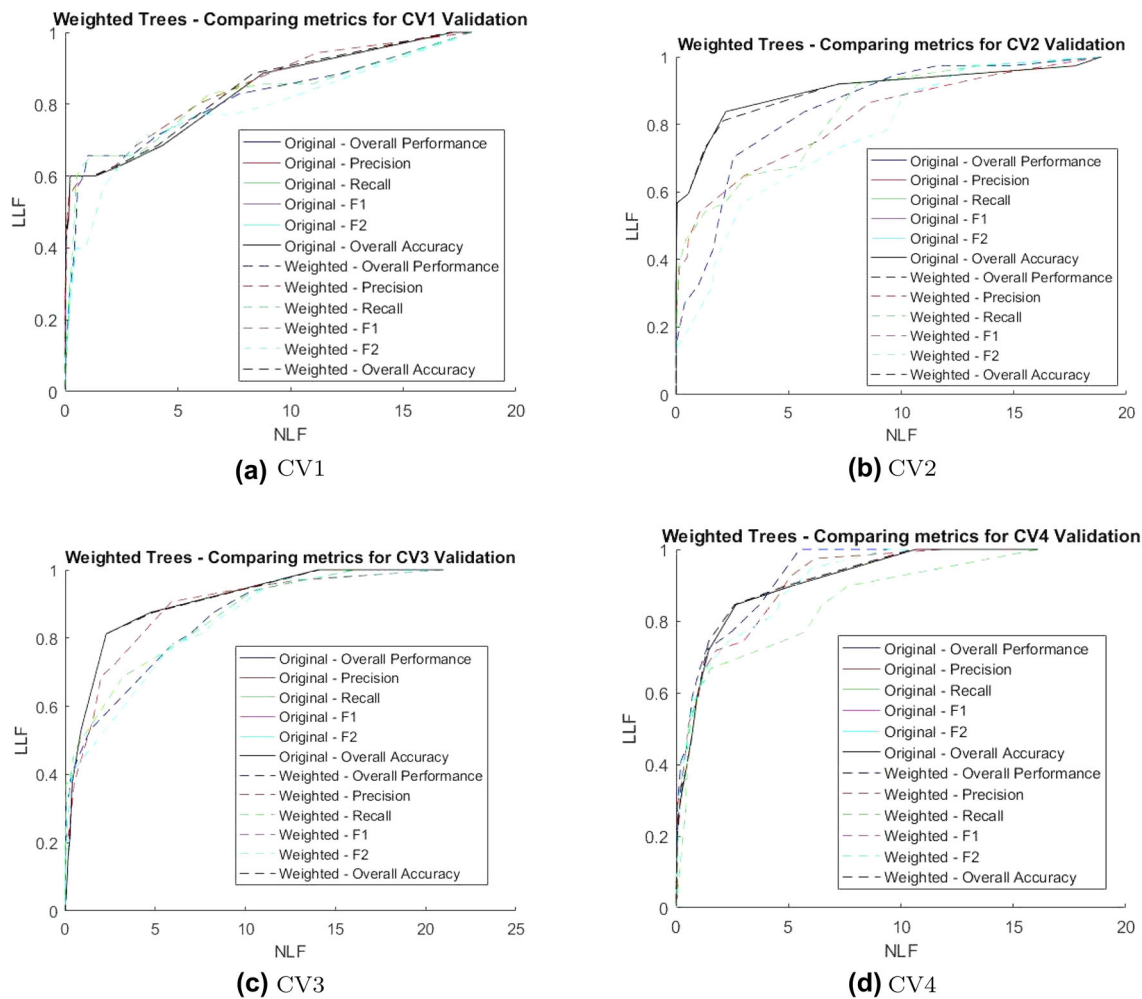 Weighted Trees - Comparing metrics for CV1 Validation
1
0.8
0.6
0.4
0.2
0
LLF
0 5 10 15 20
NLF
Original - Overall Performance
Original - Precision
Original - Recall
Original - F1
Original - F2
Original - Overall Accuracy
Weighted - Overall Performance
Weighted - Precision
Weighted - Recall
Weighted - F1
Weighted - F2
Weighted - Overall Accuracy
(a) CV1
Weighted Trees - Comparing metrics for CV2 Validation
1
0.8
0.6
0.4
0.2
0
LLF
0 5 10 15 20
NLF
Original - Overall Performance
Original - Precision
Original - Recall
Original - F1
Original - F2
Original - Overall Accuracy
Weighted - Overall Performance
Weighted - Precision
Weighted - Recall
Weighted - F1
Weighted - F2
Weighted - Overall Accuracy
(b) CV2
Weighted Trees - Comparing metrics for CV3 Validation
1
0.8
0.6
0.4
0.2
0
LLF
0 5 10 15 20 25
NLF
Original - Overall Performance
Original - Precision
Original - Recall
Original - F1
Original - F2
Original - Overall Accuracy
Weighted - Overall Performance
Weighted - Precision
Weighted - Recall
Weighted - F1
Weighted - F2
Weighted - Overall Accuracy
(c) CV3
Weighted Trees - Comparing metrics for CV4 Validation
1
0.8
0.6
0.4
0.2
0
LLF
0 5 10 15 20
NLF
Original - Overall Performance
Original - Precision
Original - Recall
Original - F1
Original - F2
Original - Overall Accuracy
Weighted - Overall Performance
Weighted - Precision
Weighted - Recall
Weighted - F1
Weighted - F2
Weighted - Overall Accuracy
(d) CV4